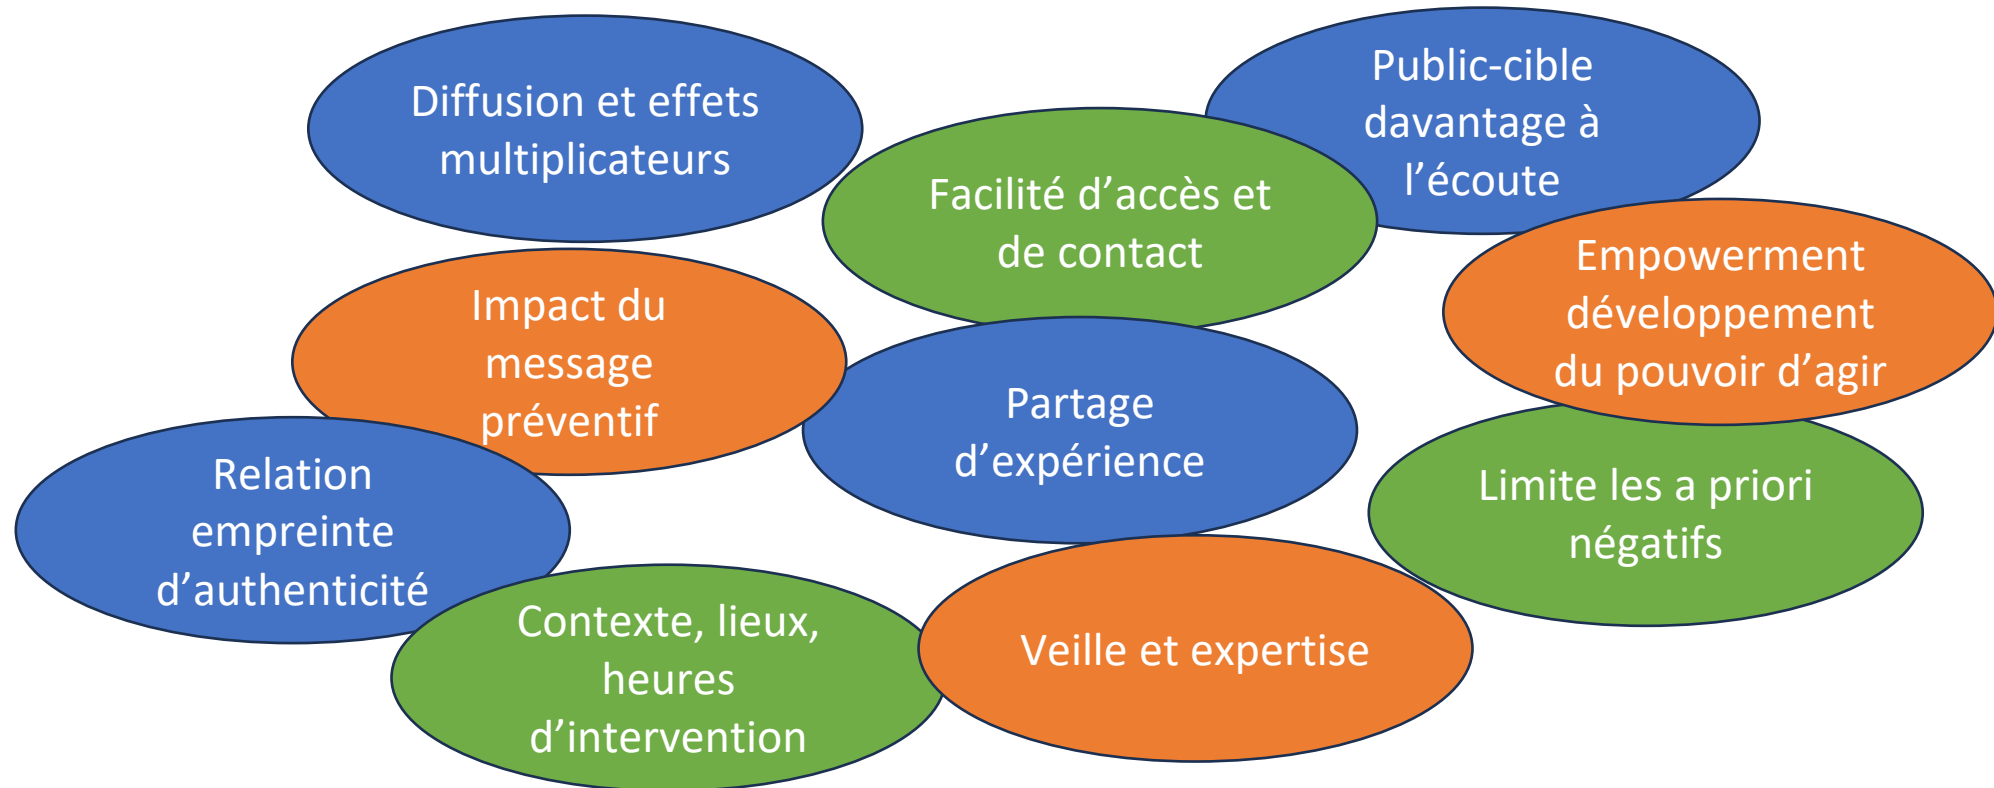 Diffusion et effets
multiplicateurs
Public-cible
davantage à
l’écoute
Facilité d’accès et
de contact
Empowerment
développement
du pouvoir d’agir
Impact du
message
préventif
Partage
d’expérience
Relation
empreinte
d’authenticité
Limite les a priori
négatifs
Contexte, lieux,
heures
d’intervention
Veille et expertise